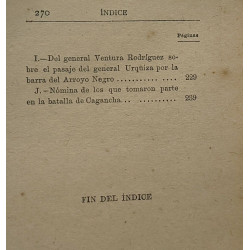 270 ÍNDICE
Páginas
I.—Del general Ventura Rodríguez so-
bre el pasaje del general Urquiza por la
barra del Arroyo Negro ........... .... 229
J.—Nómina de los que tomaron parte
en la batalla de Cagancha.............. 259
FIN DEL ÍNDICE